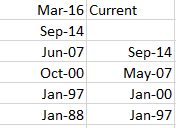 Mar-16 Current
Sep-14
Jun-07 Sep-14
Oct-00 May-07
Jan-97 Jan-00
Jan-88 Jan-97